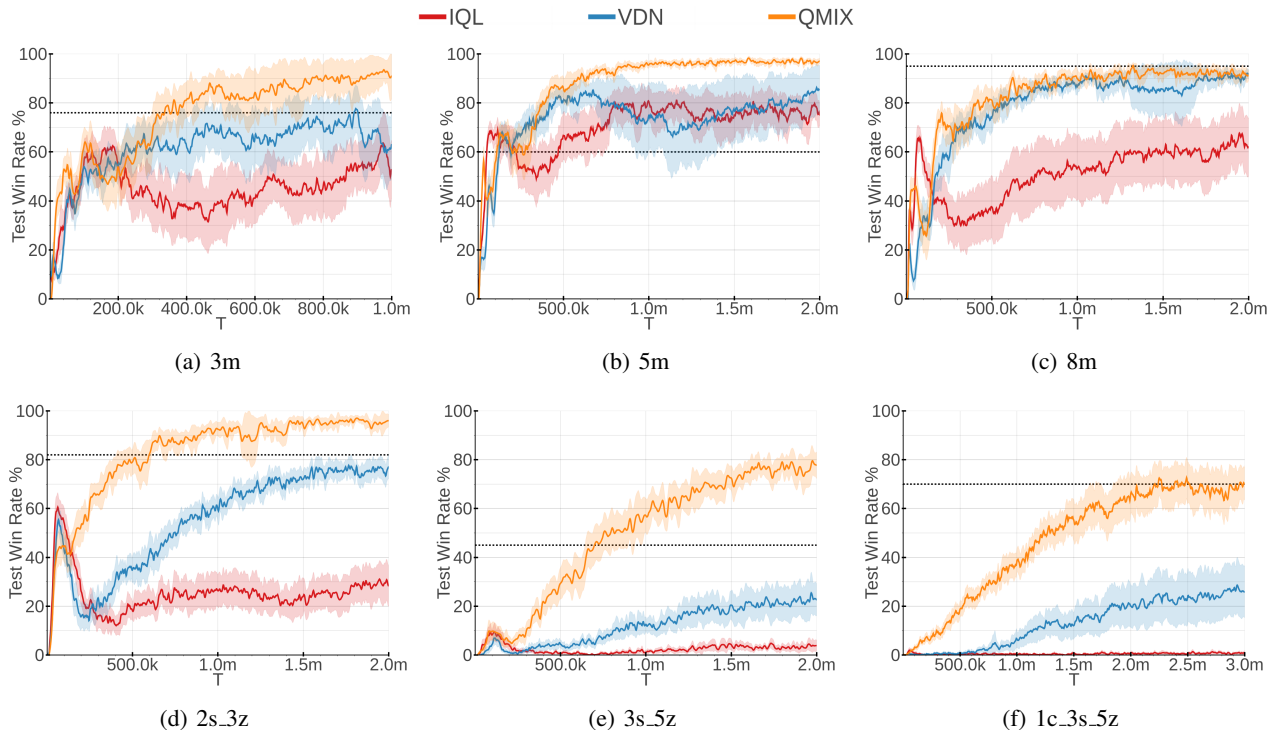 IQL VDN QMIX
Test Win Rate %
100
80
60
40
20
0
200.0k 400.0k 600.0k 800.0k 1.0m
T
(a) 3m
Test Win Rate %
100
80
60
40
20
0
500.0k 1.0m 1.5m 2.0m
T
(b) 5m
Test Win Rate %
100
80
60
40
20
0
500.0k 1.0m 1.5m 2.0m
T
(c) 8m
Test Win Rate %
100
80
60
40
20
0
500.0k 1.0m 1.5m 2.0m
T
(d) 2s_3z
Test Win Rate %
100
80
60
40
20
0
500.0k 1.0m 1.5m 2.0m
T
(e) 3s_5z
Test Win Rate %
100
80
60
40
20
0
500.0k 1.0m 1.5m 2.0m 2.5m 3.0m
T
(f) 1c_3s_5z